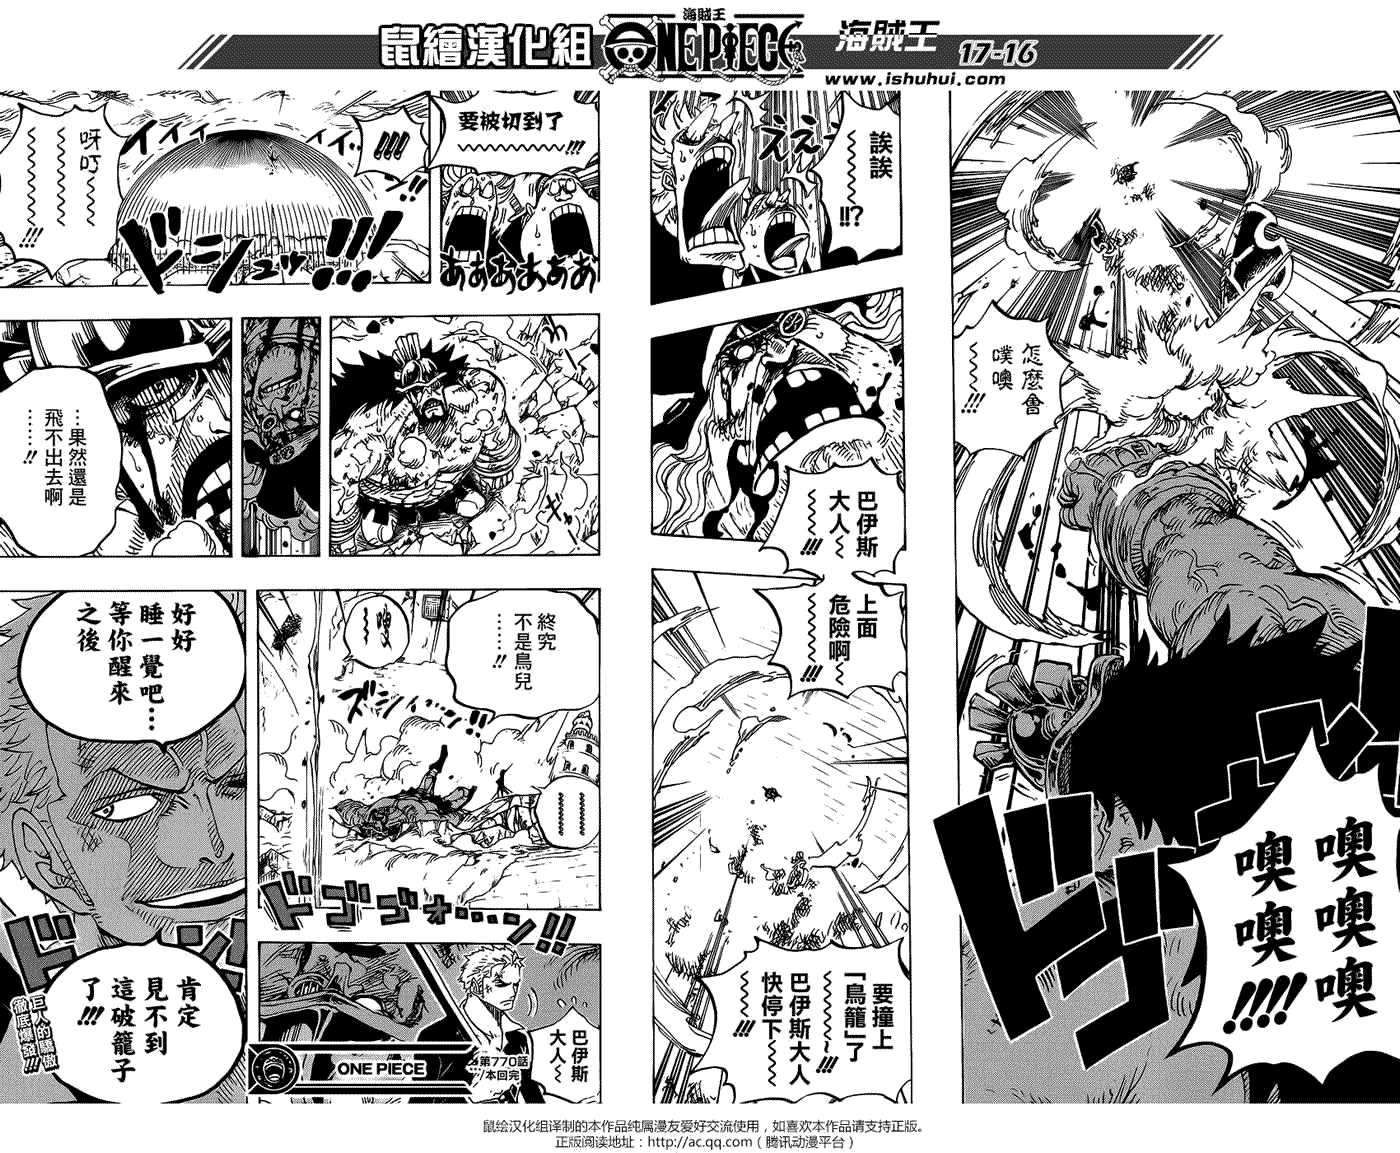 鼠繪漢化組
海賊王
ONE PIECE
海賊王
17-16
www.ishuhui.com
怎麼會
噗噢
~~~!!!
噢噢噢
噢噢!!!!
誒誒
~~~!!?
ええ
巴伊斯
大人~
~~~!!!
上面
危險啊~
~~~!!!
要撞上
「鳥籠」了
~~~~~!!!
巴伊斯大人
快停下
~~~!!!
要被切到了
~~~~~!!!
ああああああ
!!!
イイィィ
呀叮
~~~~~
~~~~~!!!
ドシュッ!!!
…果然還是
飛不出去啊
……!!
終究
不是鳥兒
……!!
噢
ズシィィン!!
ドゴゴゴォ…ン!!
巴伊斯
大人~
好好
睡一覺吧…
等你醒來
之後
肯定
見不到
這破籠子
了!!!
ドン
巨人的驕傲
徹底爆發!!!
ONE PIECE
第770話
/本回完
鼠绘汉化组译制的本作品纯属漫友爱好交流使用，如喜欢本作品请支持正版。
正版阅读地址：http://ac.qq.com（腾讯动漫平台）